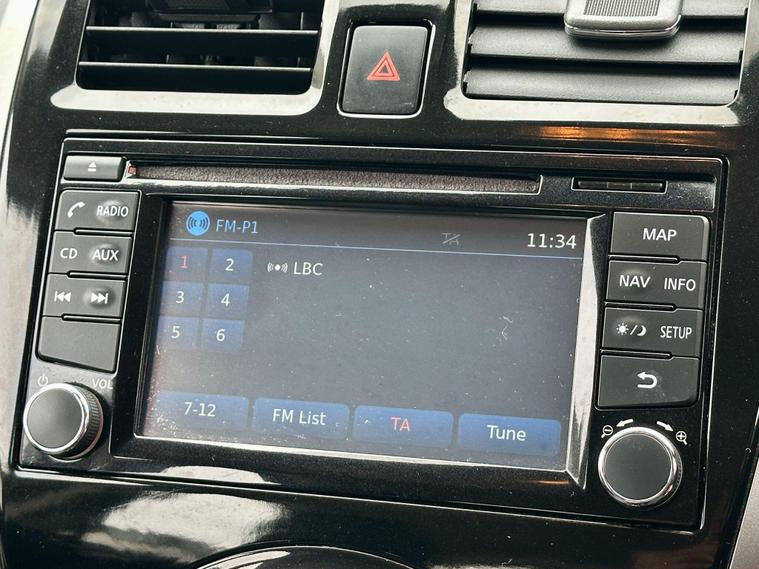 RADIO
CD AUX
VOL
FM-P1
TA
11:34
1 2
LBC
3 4
5 6
7-12 FM List TA Tune
MAP
NAV INFO
SETUP